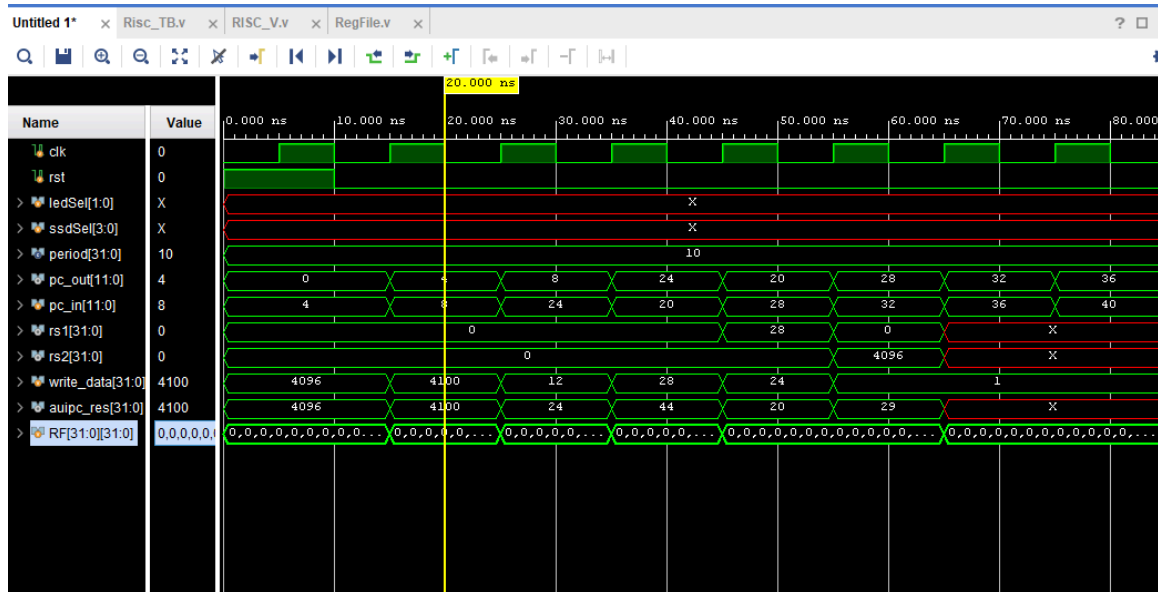 Untitled 1* × Risc_TB.v × RISC_V.v × RegFile.v × ?
20.000 ns
Name Value 0.000 ns 10.000 ns 20.000 ns 30.000 ns 40.000 ns 50.000 ns 60.000 ns 70.000 ns 80.000
clk 0
rst 0
> ledSel[1:0] X X
> ssdSel[3:0] X X
> period[31:0] 10 10
> pc_out[11:0] 4 0 4 8 24 20 28 32 36
> pc_in[11:0] 8 4 8 24 20 28 32 36 40
> rs1[31:0] 0 0 28 0 X
> rs2[31:0] 0 0 4096 X
> write_data[31:0] 4100 4096 4100 12 28 24 1
> auipc_res[31:0] 4100 4096 4100 24 44 20 29 X
> RF[31:0][31:0] 0,0,0,0,0, 0,0,0,0,0,0,0,0,0... 0,0,0,0,0,0,... 0,0,0,0,0,0,... 0,0,0,0,0,0,... 0,0,0,0,0,0,0,0,0,0,0,0,... 0,0,0,0,0,0,0,0,0,0,0,0,...